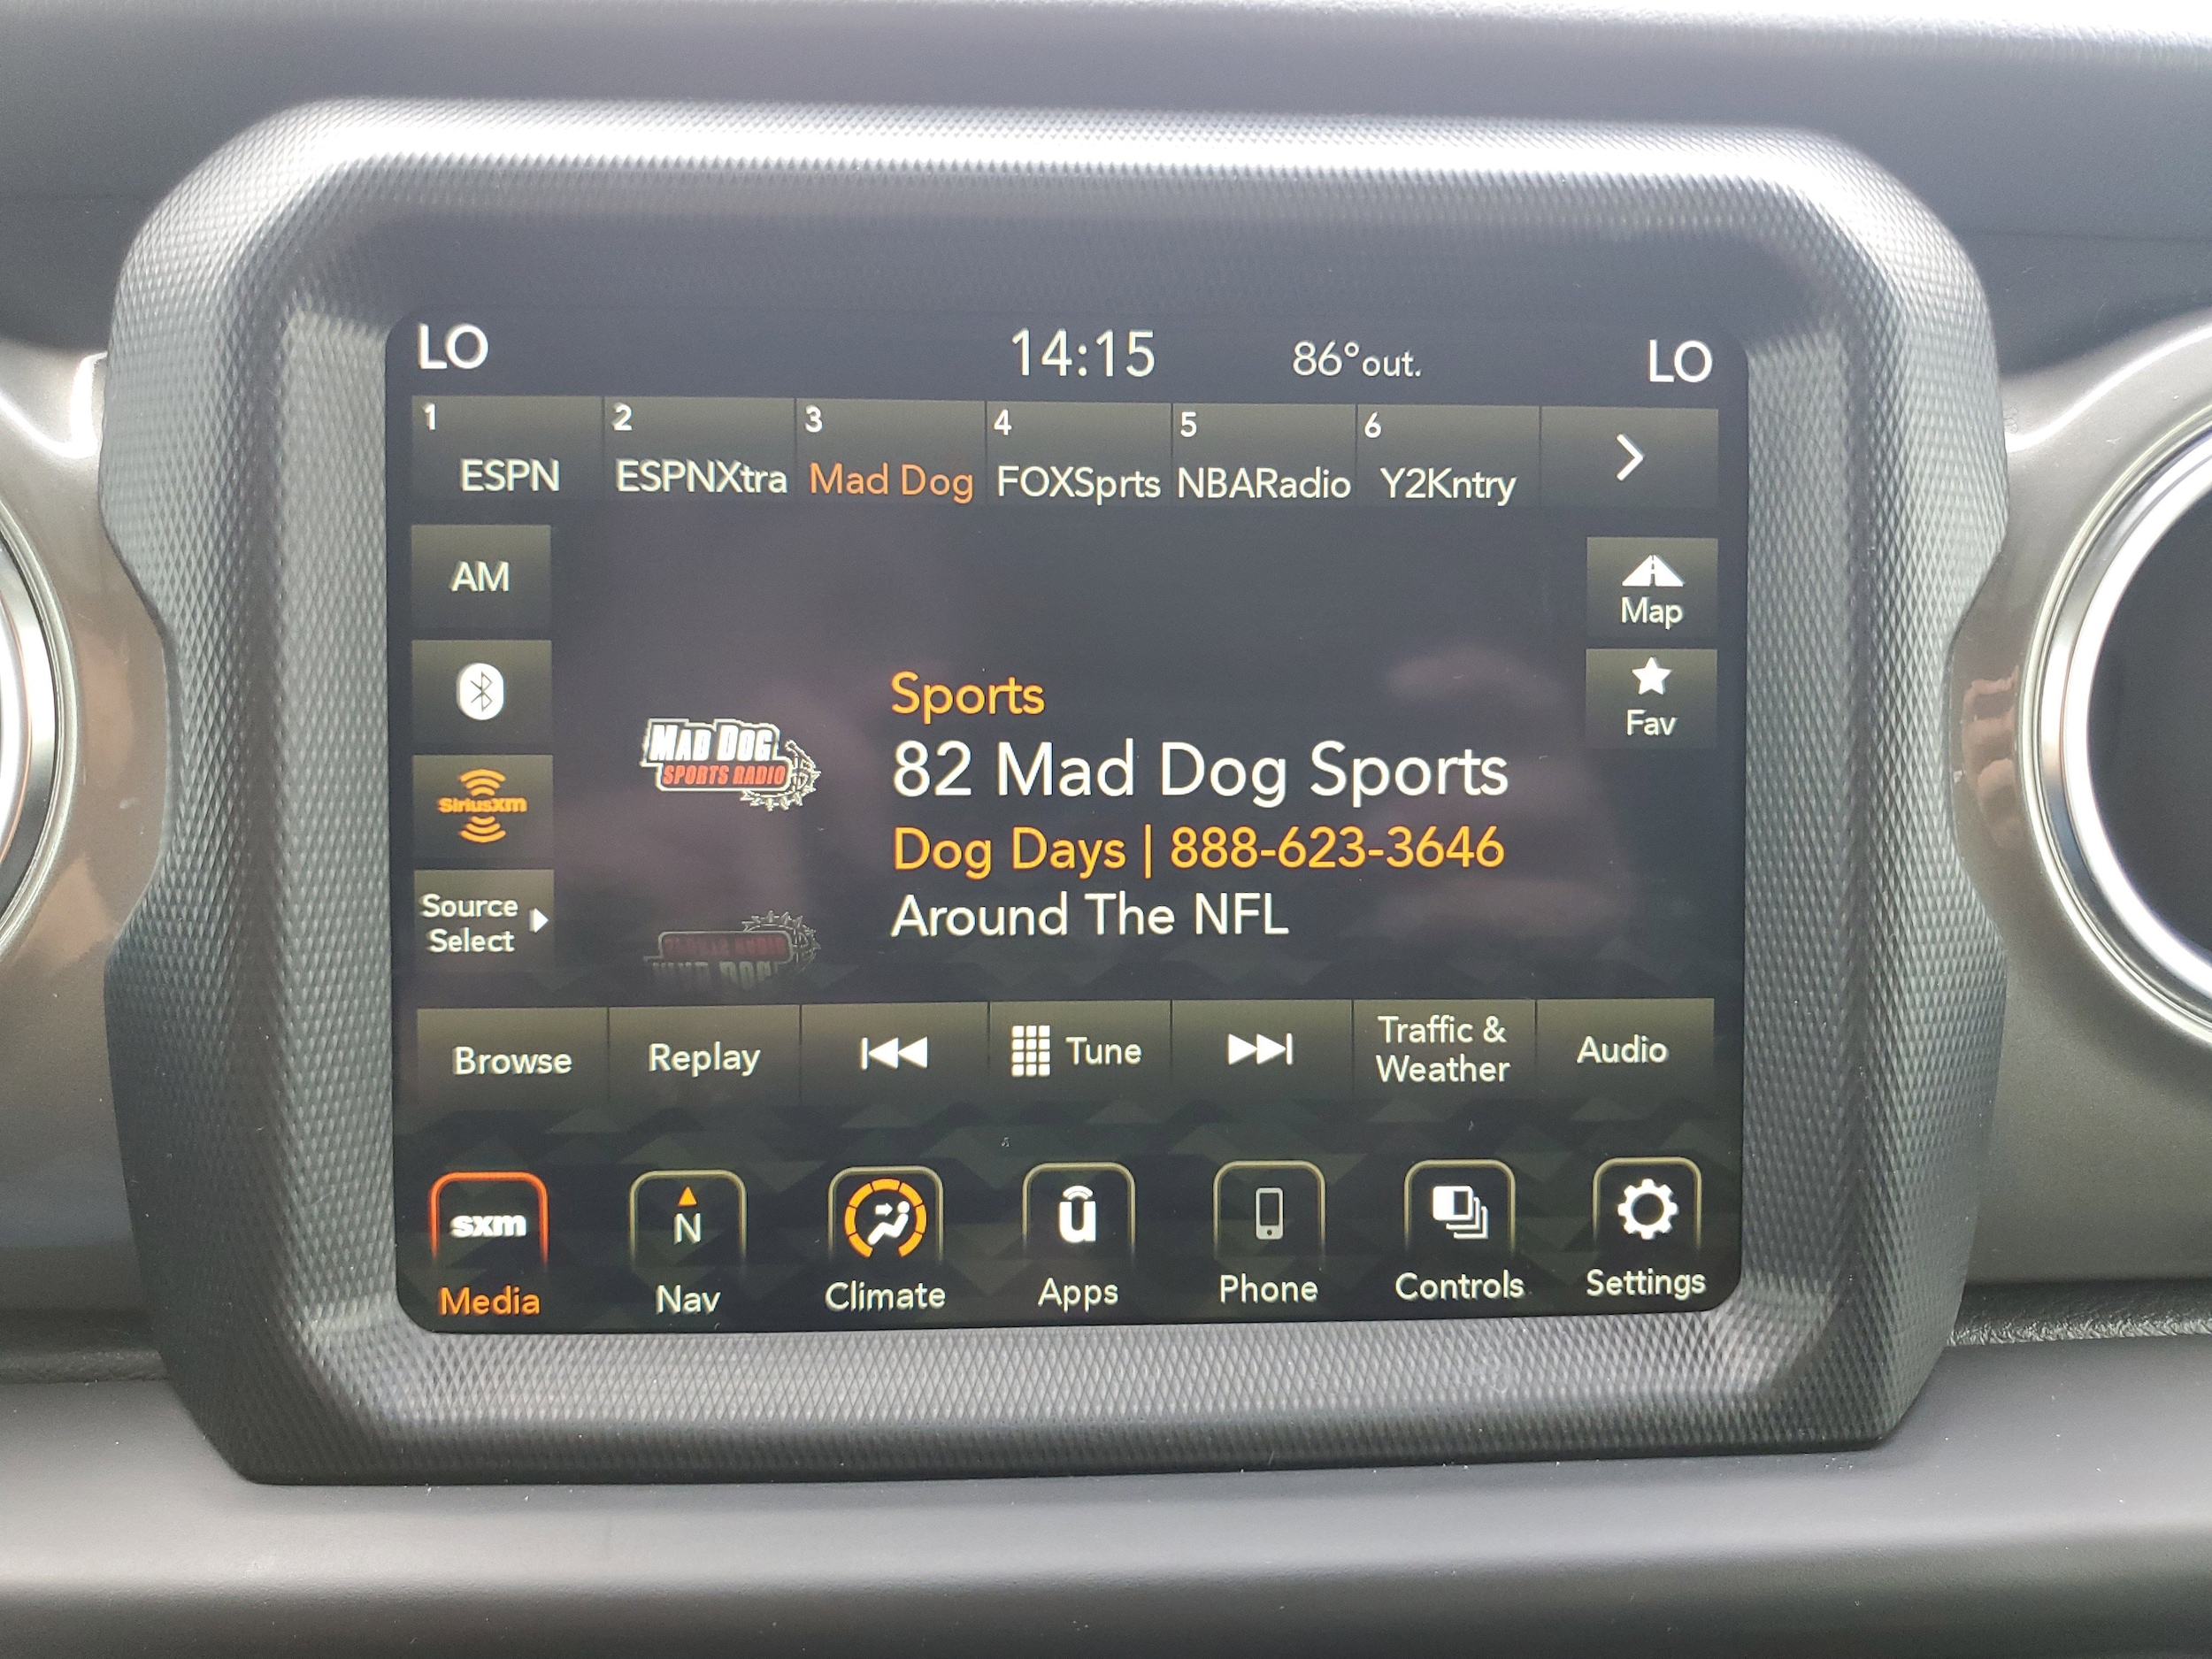 LO 14:15 86°out. LO
1 2 3 4 5 6
ESPN ESPNXtra Mad Dog FOXSprts NBARadio Y2Kntry
AM
Map
Fav
SiriusXM
Source
Select
MAD DOG
SPORTS RADIO
Sports
82 Mad Dog Sports
Dog Days | 888-623-3646
Around The NFL
Browse Replay Tune Traffic & Weather Audio
sxm N u
Media Nav Climate Apps Phone Controls Settings